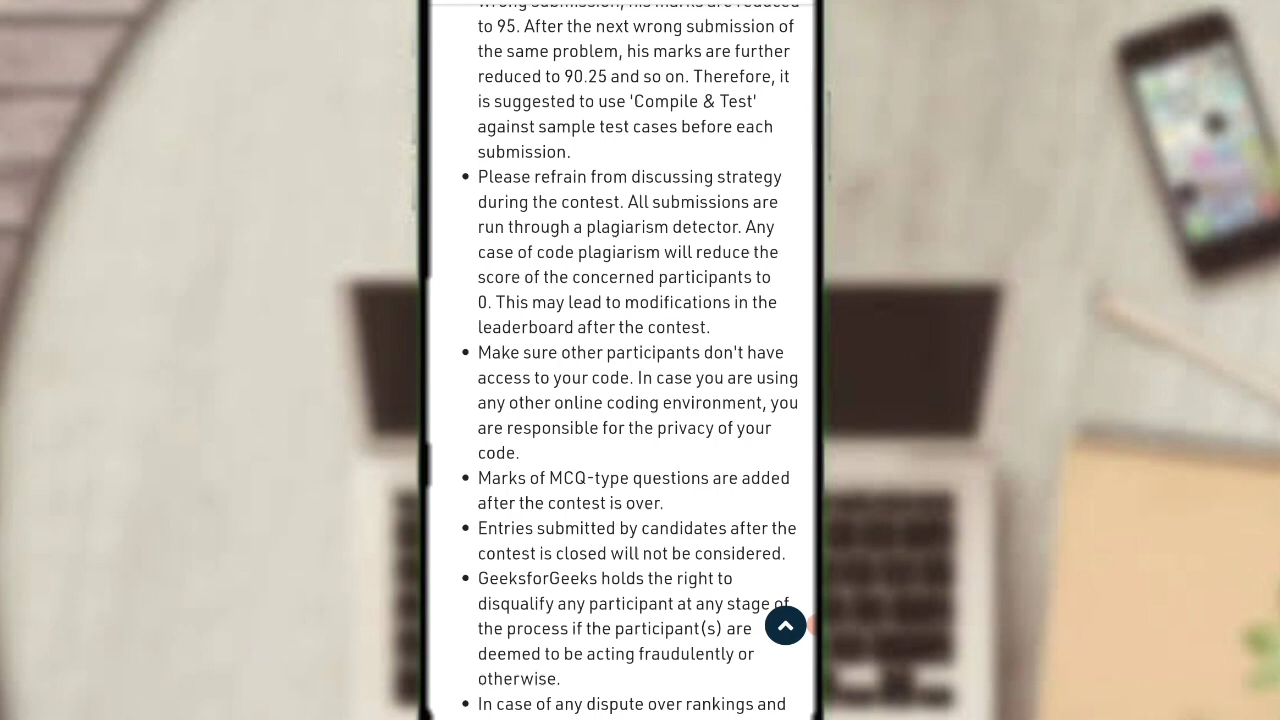 wrong submission, his marks are reduced
to 95. After the next wrong submission of
the same problem, his marks are further
reduced to 90.25 and so on. Therefore, it
is suggested to use 'Compile & Test'
against sample test cases before each
submission.
• Please refrain from discussing strategy
during the contest. All submissions are
run through a plagiarism detector. Any
case of code plagiarism will reduce the
score of the concerned participants to
0. This may lead to modifications in the
leaderboard after the contest.
• Make sure other participants don't have
access to your code. In case you are using
any other online coding environment, you
are responsible for the privacy of your
code.
• Marks of MCQ-type questions are added
after the contest is over.
• Entries submitted by candidates after the
contest is closed will not be considered.
• GeeksforGeeks holds the right to
disqualify any participant at any stage of
the process if the participant(s) are
deemed to be acting fraudulently or
otherwise.
• In case of any dispute over rankings and